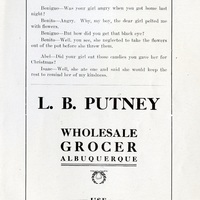 Benigno—Was your girl angry when you got home last
night?
Benito—Angry. Why, my boy, the dear girl pelted me
with flowers.
Benigno—But how did you get that black eye?
Benito—Well, you see, she neglected to take the flowers
out of the pot before she threw them.
Abel—Did your girl eat those candies you gave her for
Christmas?
Isaac—Well, she ate one and said she would keep the
rest to remind her of my kindness.
L. B. PUTNEY
WHOLESALE
GROCER
ALBUQUERQUE
USE